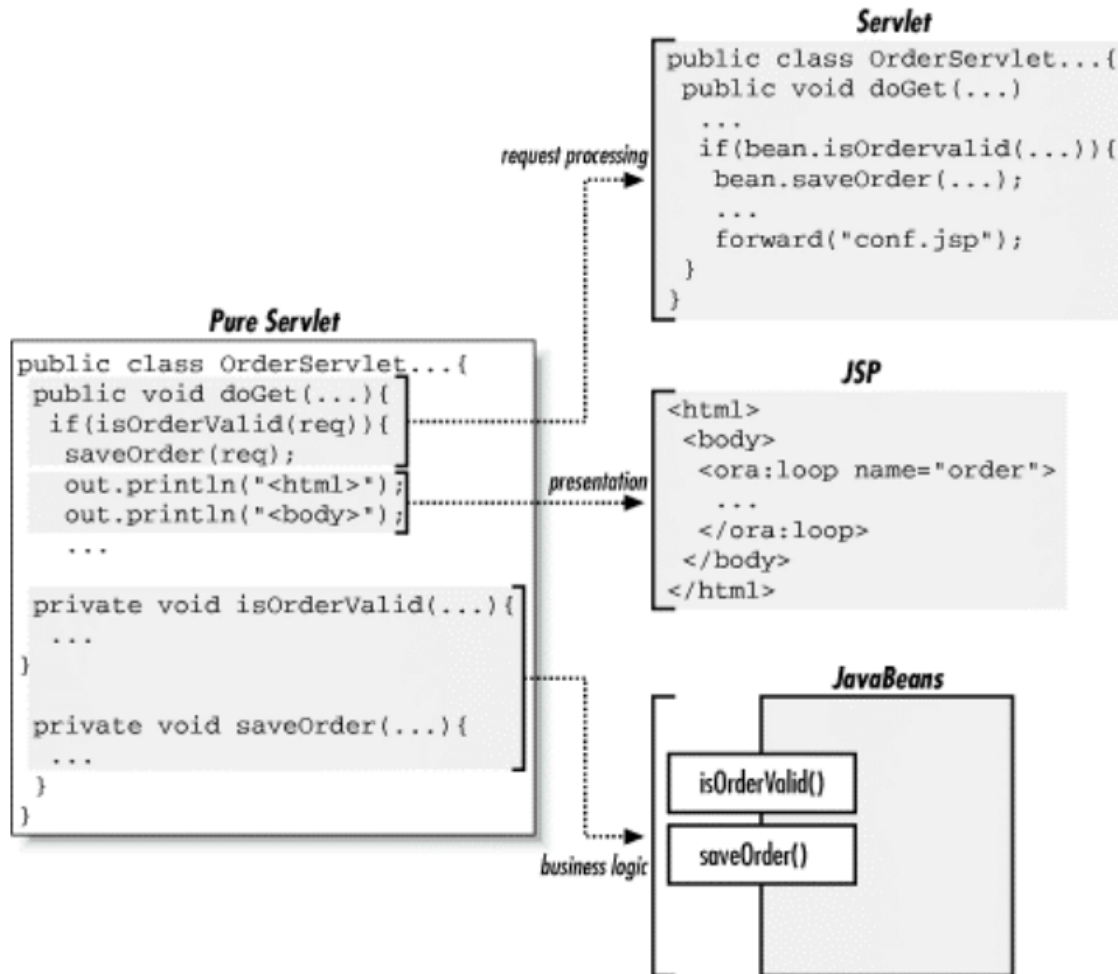 Servlet
public class OrderServlet...{
public void doGet(...)
...
if(bean.isOrdervalid(...)){
bean.saveOrder(...);
...
forward("conf.jsp");
}
}
request processing
Pure Servlet
public class OrderServlet...{
public void doGet(...){
if(isOrderValid(req)){
saveOrder(req);
out.println("<html>");
out.println("<body>");
...
private void isOrderValid(...){
...
}
private void saveOrder(...){
...
}
}
presentation
JSP
<html>
<body>
<ora:loop name="order">
...
</ora:loop>
</body>
</html>
business logic
JavaBeans
isOrderValid()
saveOrder()